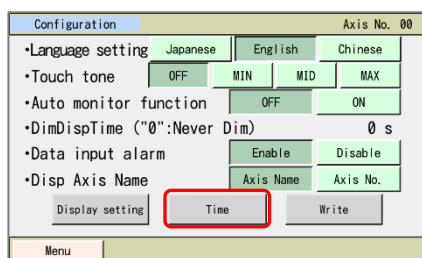 Configuration Axis No. 00
・Language setting Japanese English Chinese
・Touch tone OFF MIN MID MAX
・Auto monitor function OFF ON
・DimDispTime ("0":Never Dim) 0 s
・Data input alarm Enable Disable
・Disp Axis Name Axis Name Axis No.
Display setting Time Write
Menu